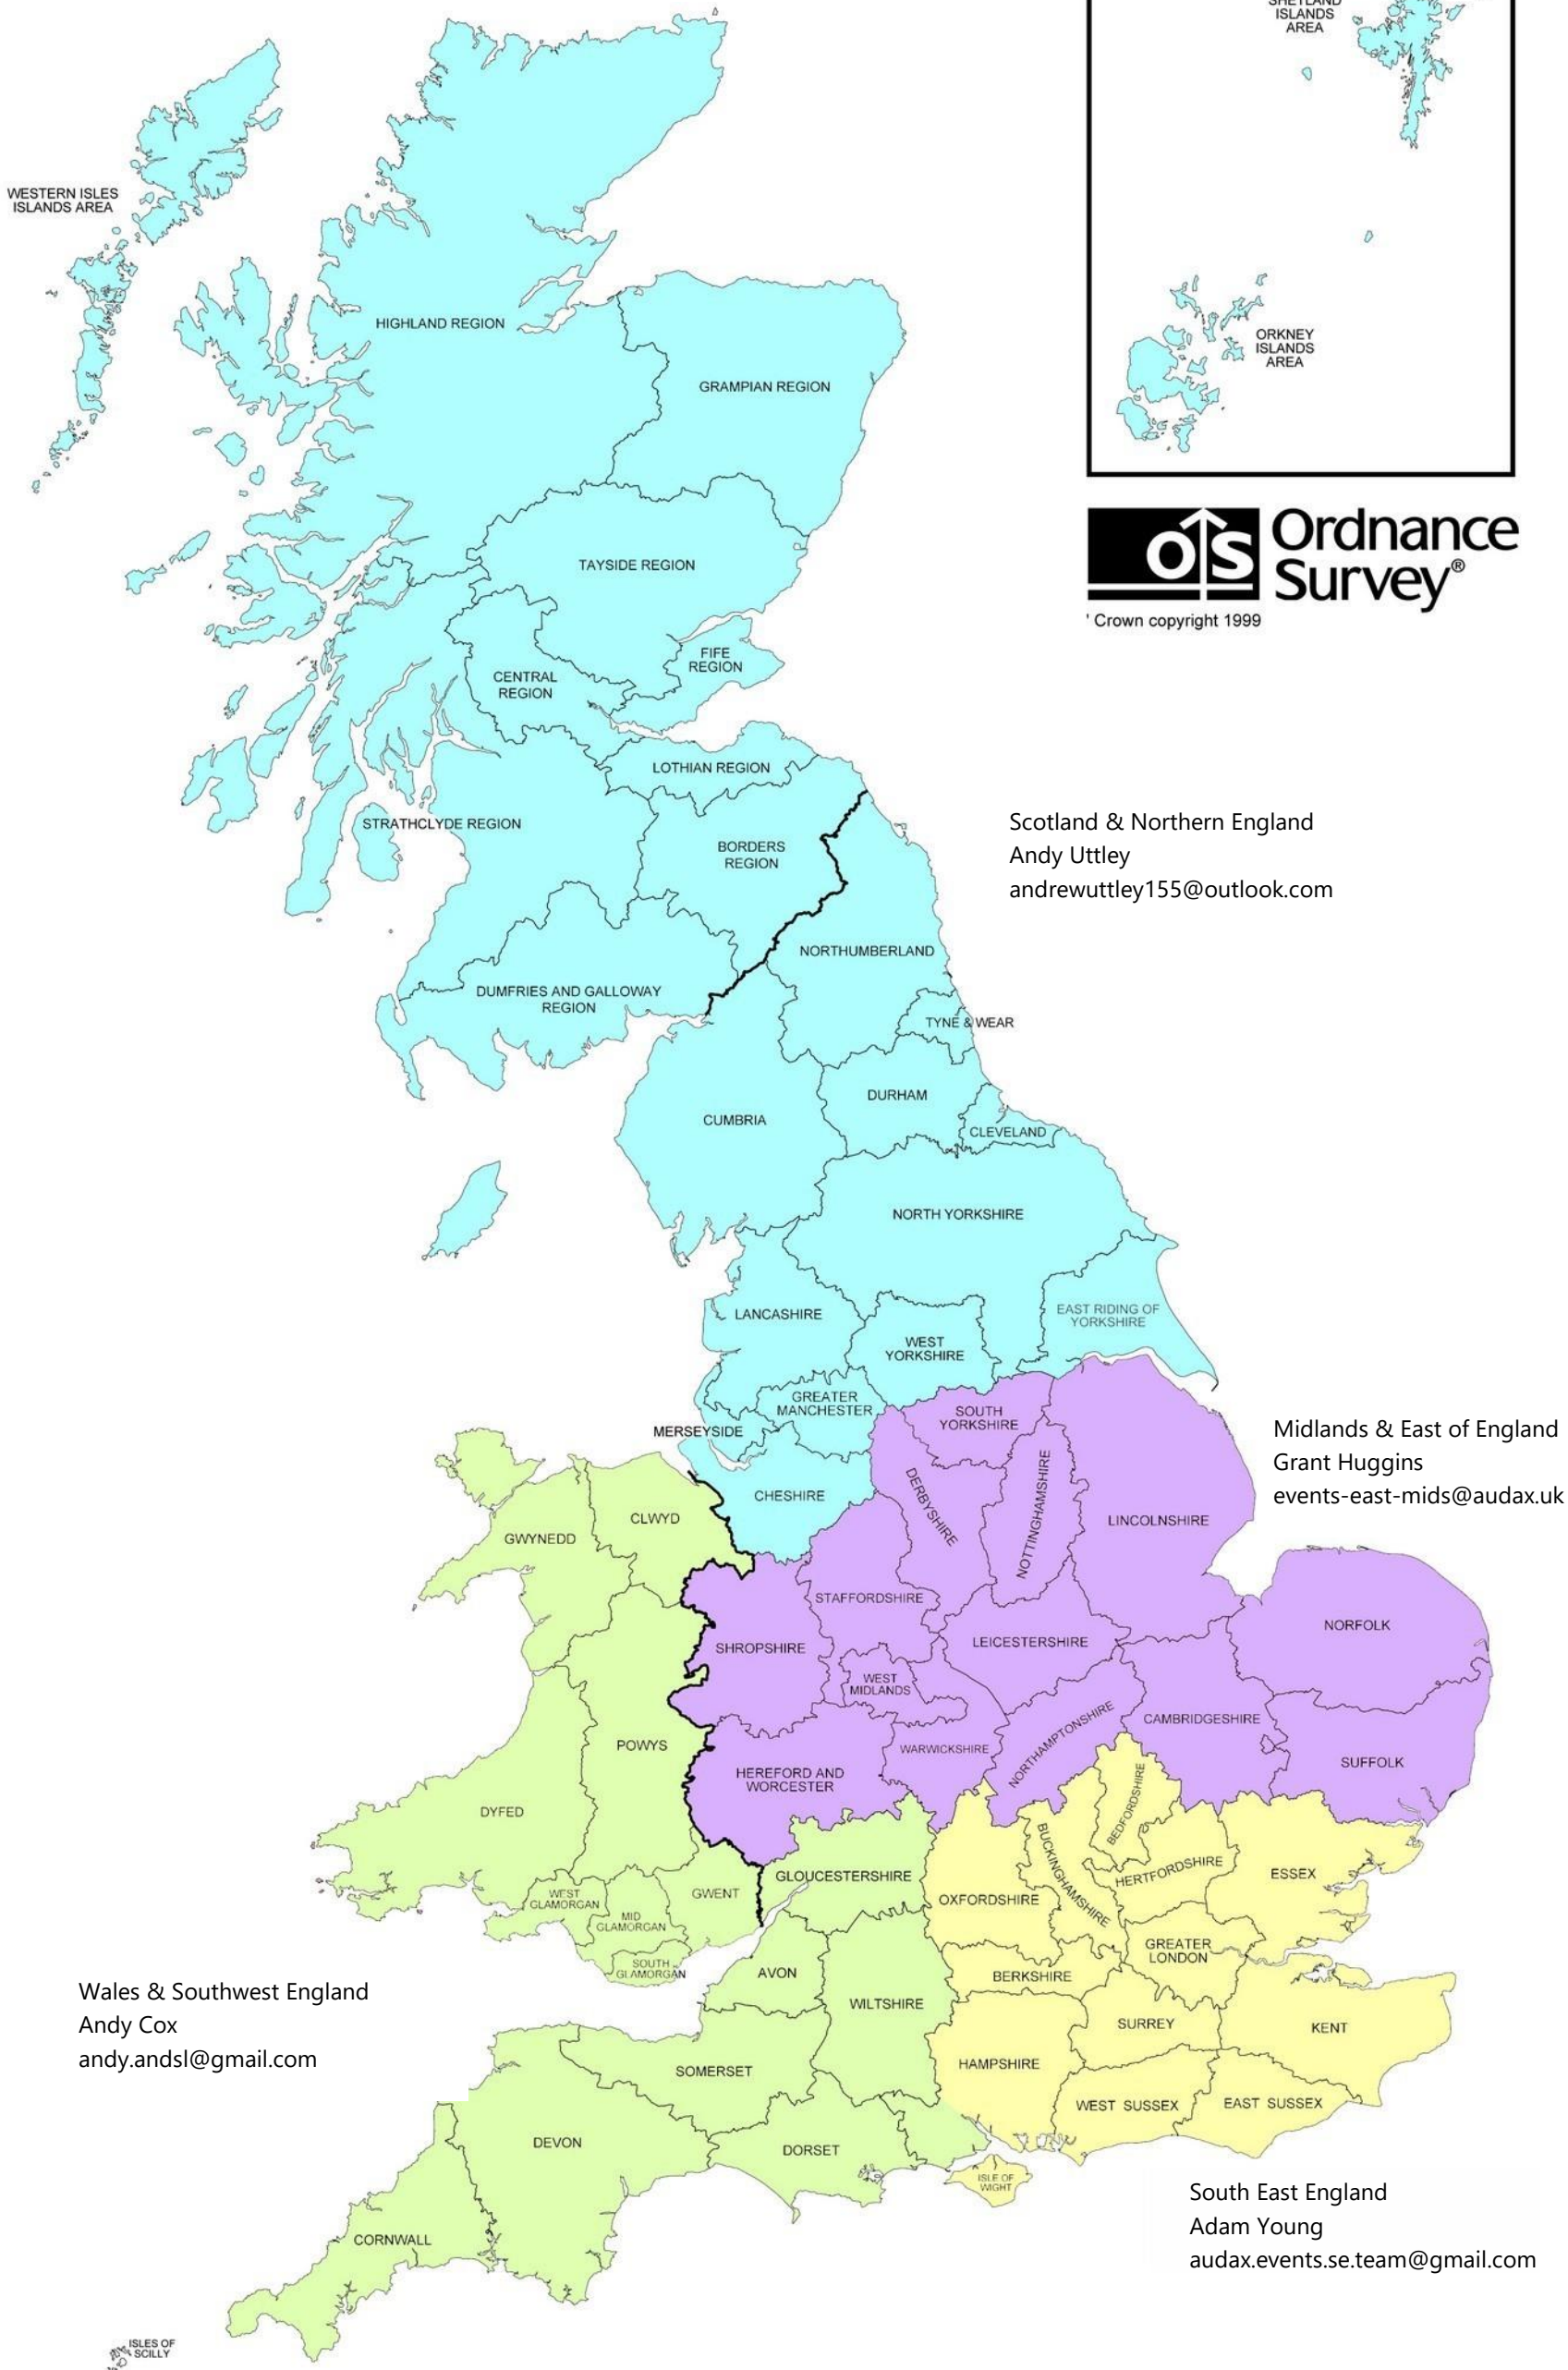 SHETLAND
ISLANDS
AREA
WESTERN ISLES
ISLANDS AREA
HIGHLAND REGION
ORKNEY
ISLANDS
AREA
GRAMPIAN REGION
OS Ordnance
Survey®
' Crown copyright 1999
TAYSIDE REGION
FIFE
REGION
CENTRAL
REGION
LOTHIAN REGION
STRATHCLYDE REGION
BORDERS
REGION
Scotland & Northern England
Andy Uttley
andrewuttley155@outlook.com
NORTHUMBERLAND
DUMFRIES AND GALLOWAY
REGION
TYNE & WEAR
DURHAM
CUMBRIA
CLEVELAND
NORTH YORKSHIRE
LANCASHIRE
EAST RIDING OF
YORKSHIRE
WEST
YORKSHIRE
GREATER
MANCHESTER
SOUTH
YORKSHIRE
MERSEYSIDE
Midlands & East of England
Grant Huggins
events-east-mids@audax.uk
CHESHIRE
DERBYSHIRE
NOTTINGHAMSHIRE
LINCOLNSHIRE
CLWYD
GWYNEDD
STAFFORDSHIRE
NORFOLK
SHROPSHIRE
LEICESTERSHIRE
WEST
MIDLANDS
CAMBRIDGESHIRE
NORTHAMPTONSHIRE
POWYS
WARWICKSHIRE
SUFFOLK
HEREFORD AND
WORCESTER
DYFED
BEDFORDSHIRE
BUCKINGHAMSHIRE
HERTFORDSHIRE
ESSEX
GLOUCESTERSHIRE
OXFORDSHIRE
WEST
GLAMORGAN
GWENT
MID
GLAMORGAN
SOUTH
GLAMORGAN
GREATER
LONDON
AVON
BERKSHIRE
Wales & Southwest England
Andy Cox
andy.andsl@gmail.com
WILTSHIRE
SURREY
KENT
HAMPSHIRE
SOMERSET
WEST SUSSEX
EAST SUSSEX
DEVON
DORSET
ISLE OF
WIGHT
South East England
Adam Young
audax.events.se.team@gmail.com
CORNWALL
ISLES OF
SCILLY